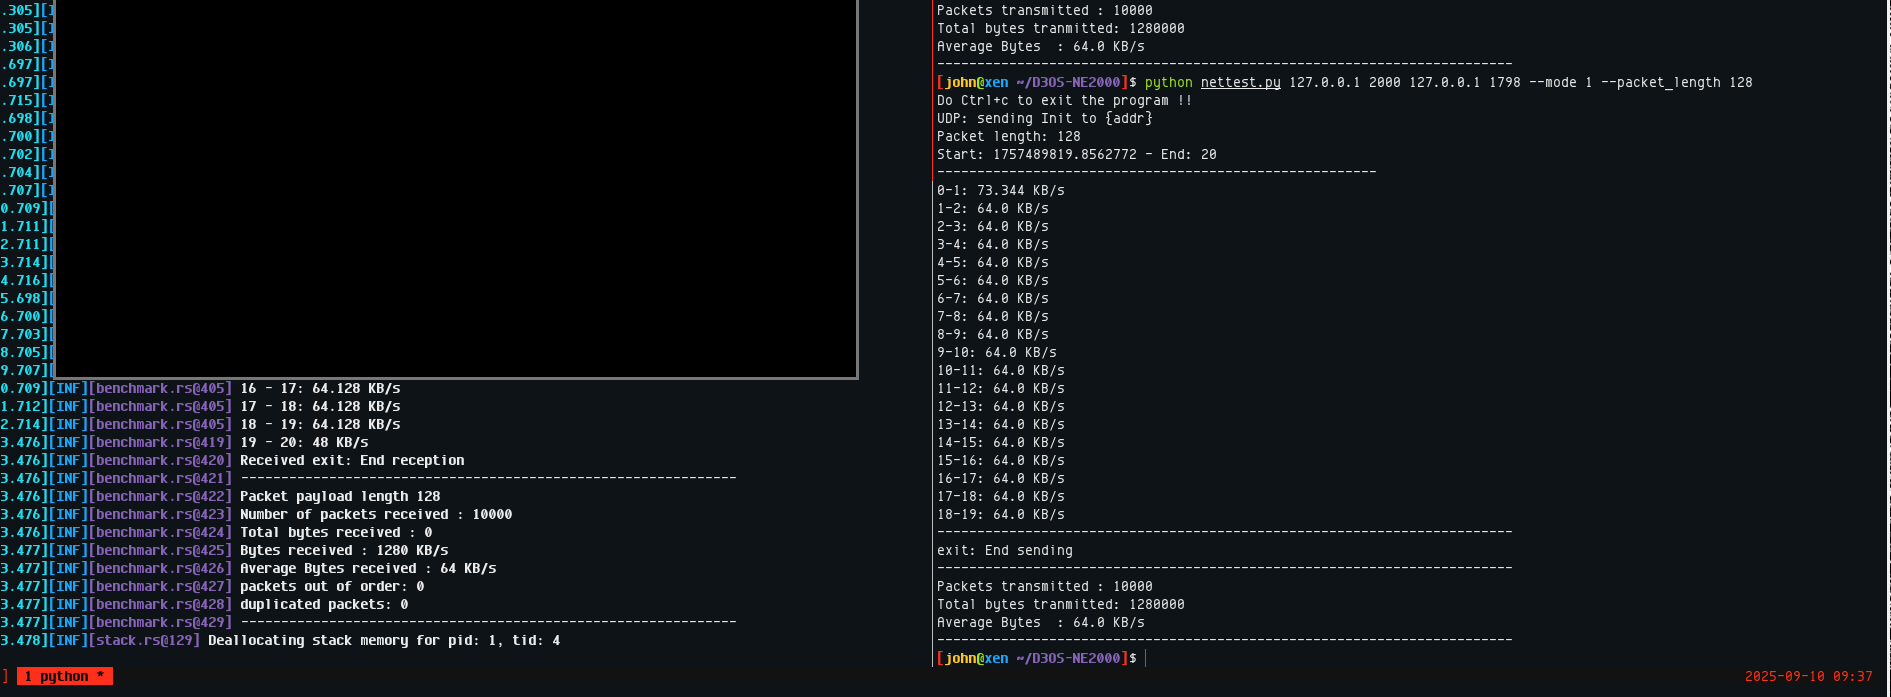 .305][I
.305][I
.306][I
.697][I
.697][I
.715][I
.698][I
.700][I
.702][I
.704][I
.707][I
0.709][
1.711][
2.711][
3.714][
4.716][
5.698][
6.700][
7.703][
8.705][
9.707][
0.709][INF][benchmark.rs@405] 16 - 17: 64.128 KB/s
1.712][INF][benchmark.rs@405] 17 - 18: 64.128 KB/s
2.714][INF][benchmark.rs@405] 18 - 19: 64.128 KB/s
3.476][INF][benchmark.rs@419] 19 - 20: 48 KB/s
3.476][INF][benchmark.rs@420] Received exit: End reception
3.476][INF][benchmark.rs@421] --------------------------------------------------------------
3.476][INF][benchmark.rs@422] Packet payload length 128
3.476][INF][benchmark.rs@423] Number of packets received : 10000
3.476][INF][benchmark.rs@424] Total bytes received : 0
3.477][INF][benchmark.rs@425] Bytes received : 1280 KB/s
3.477][INF][benchmark.rs@426] Average Bytes received : 64 KB/s
3.477][INF][benchmark.rs@427] packets out of order: 0
3.477][INF][benchmark.rs@428] duplicated packets: 0
3.477][INF][benchmark.rs@429] --------------------------------------------------------------
3.478][INF][stack.rs@129] Deallocating stack memory for pid: 1, tid: 4
Packets transmitted : 10000
Total bytes tranmitted: 1280000
Average Bytes  : 64.0 KB/s
------------------------------------------------------------------------
[john@xen ~/D3OS-NE2000]$ python nettest.py 127.0.0.1 2000 127.0.0.1 1798 --mode 1 --packet_length 128
Do Ctrl+c to exit the program !!
UDP: sending Init to {addr}
Packet length: 128
Start: 1757489819.8562772 - End: 20
-------------------------------------------------------
0-1: 73.344 KB/s
1-2: 64.0 KB/s
2-3: 64.0 KB/s
3-4: 64.0 KB/s
4-5: 64.0 KB/s
5-6: 64.0 KB/s
6-7: 64.0 KB/s
7-8: 64.0 KB/s
8-9: 64.0 KB/s
9-10: 64.0 KB/s
10-11: 64.0 KB/s
11-12: 64.0 KB/s
12-13: 64.0 KB/s
13-14: 64.0 KB/s
14-15: 64.0 KB/s
15-16: 64.0 KB/s
16-17: 64.0 KB/s
17-18: 64.0 KB/s
18-19: 64.0 KB/s
------------------------------------------------------------------------
exit: End sending
------------------------------------------------------------------------
Packets transmitted : 10000
Total bytes tranmitted: 1280000
Average Bytes  : 64.0 KB/s
------------------------------------------------------------------------
[john@xen ~/D3OS-NE2000]$
] 1 python *
2025-09-10 09:37